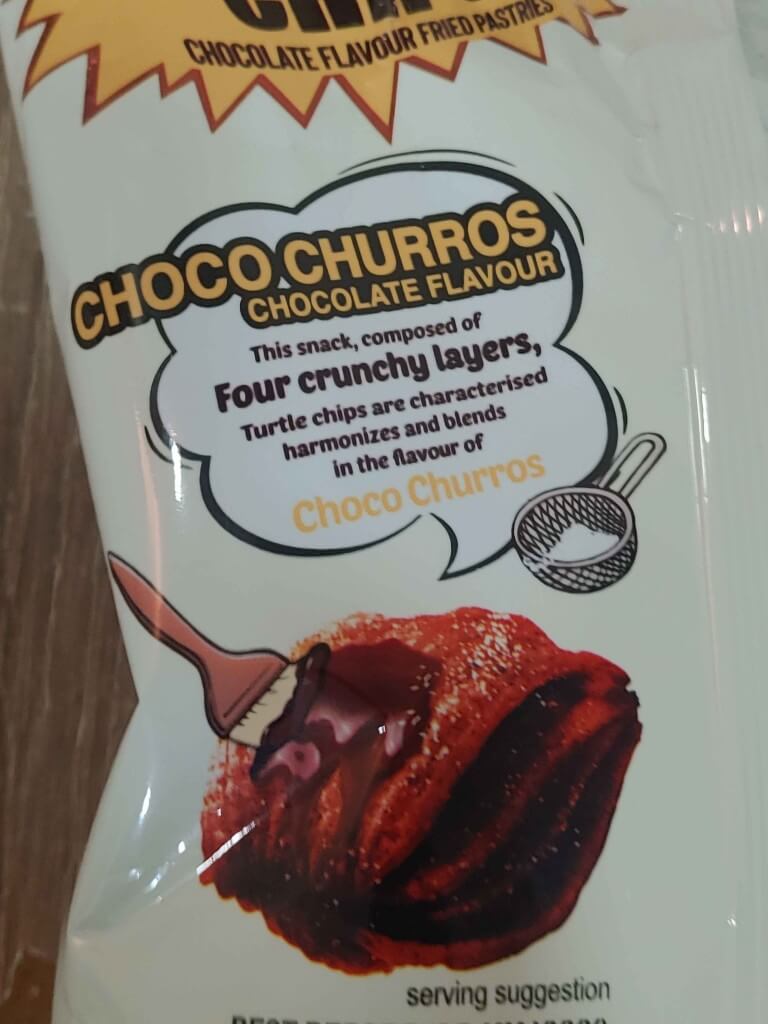 CHOCOLATE FLAVOUR FRIED PASTRIES
CHOCO CHURROS
CHOCOLATE FLAVOUR
This snack, composed of
Four crunchy layers,
Turtle chips are characterised
harmonizes and blends
in the flavour of
Choco Churros
serving suggestion